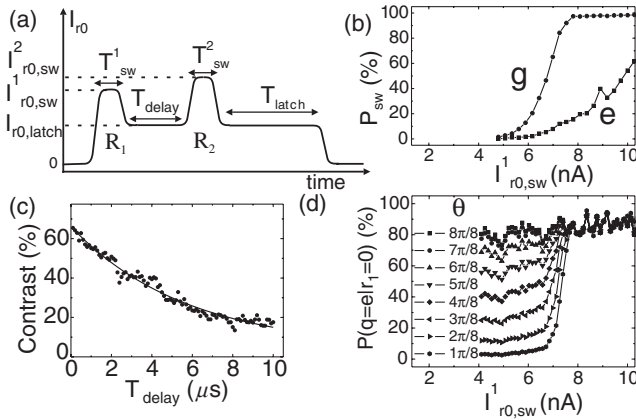 (a)
I_r0
I^2_r0,sw
I^1_r0,sw
I_r0,latch
0
T^1_sw
T^2_sw
T_delay
T_latch
R_1
R_2
time
(b)
P_sw (%)
100
80
60
40
20
0
g
e
2 4 6 8 10
I^1_r0,sw (nA)
(c)
Contrast (%)
80
60
40
20
0
0 2 4 6 8 10
T_delay (μs)
(d)
P(q=e|r_1=0) (%)
100
80
60
40
20
0
θ
8π/8
7π/8
6π/8
5π/8
4π/8
3π/8
2π/8
1π/8
2 4 6 8 10
I^1_r0,sw (nA)